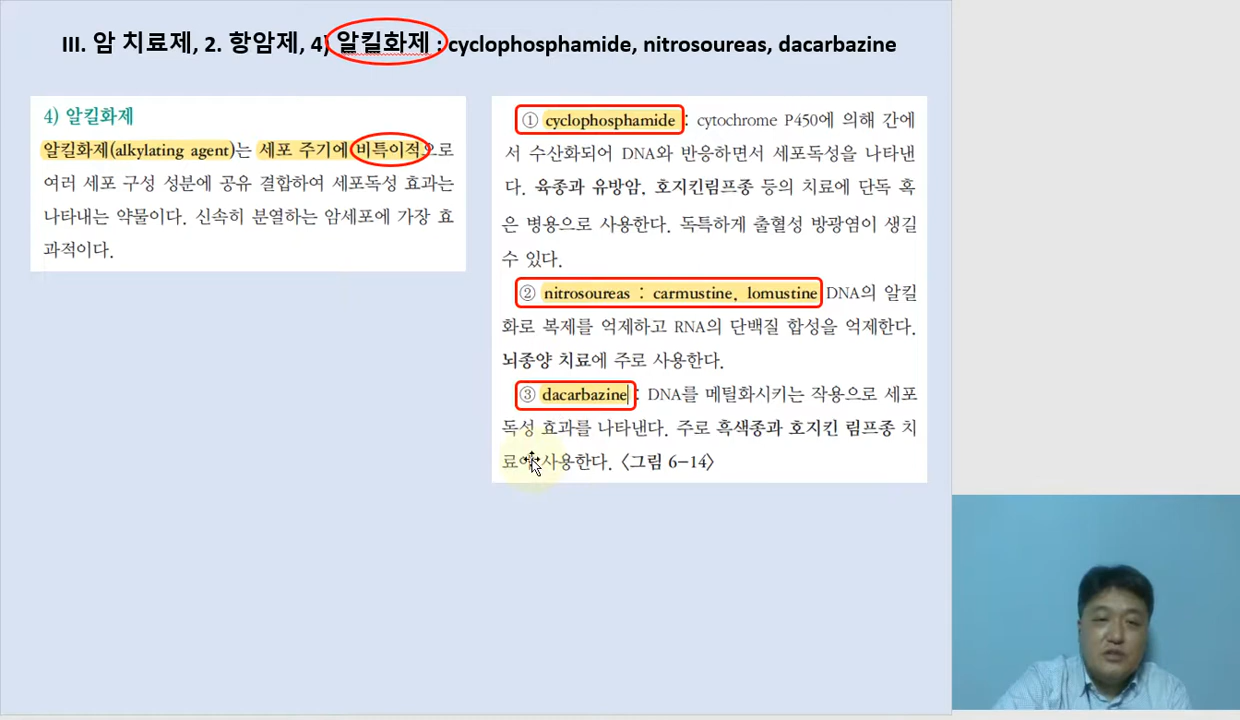 III. 암 치료제, 2. 항암제, 4) 알킬화제 : cyclophosphamide, nitrosoureas, dacarbazine
4) 알킬화제
알킬화제(alkylating agent)는 세포 주기에 비특이적으로
여러 세포 구성 성분에 공유 결합하여 세포독성 효과는
나타내는 약물이다. 신속히 분열하는 암세포에 가장 효
과적이다.
① cyclophosphamide : cytochrome P450에 의해 간에
서 수산화되어 DNA와 반응하면서 세포독성을 나타낸
다. 육종과 유방암, 호지킨림프종 등의 치료에 단독 혹
은 병용으로 사용한다. 독특하게 출혈성 방광염이 생길
수 있다.
② nitrosoureas : carmustine, lomustine DNA의 알킬
화로 복제를 억제하고 RNA의 단백질 합성을 억제한다.
뇌종양 치료에 주로 사용한다.
③ dacarbazine : DNA를 메틸화시키는 작용으로 세포
독성 효과를 나타낸다. 주로 흑색종과 호지킨 림프종 치
료에 사용한다. 〈그림 6-14〉